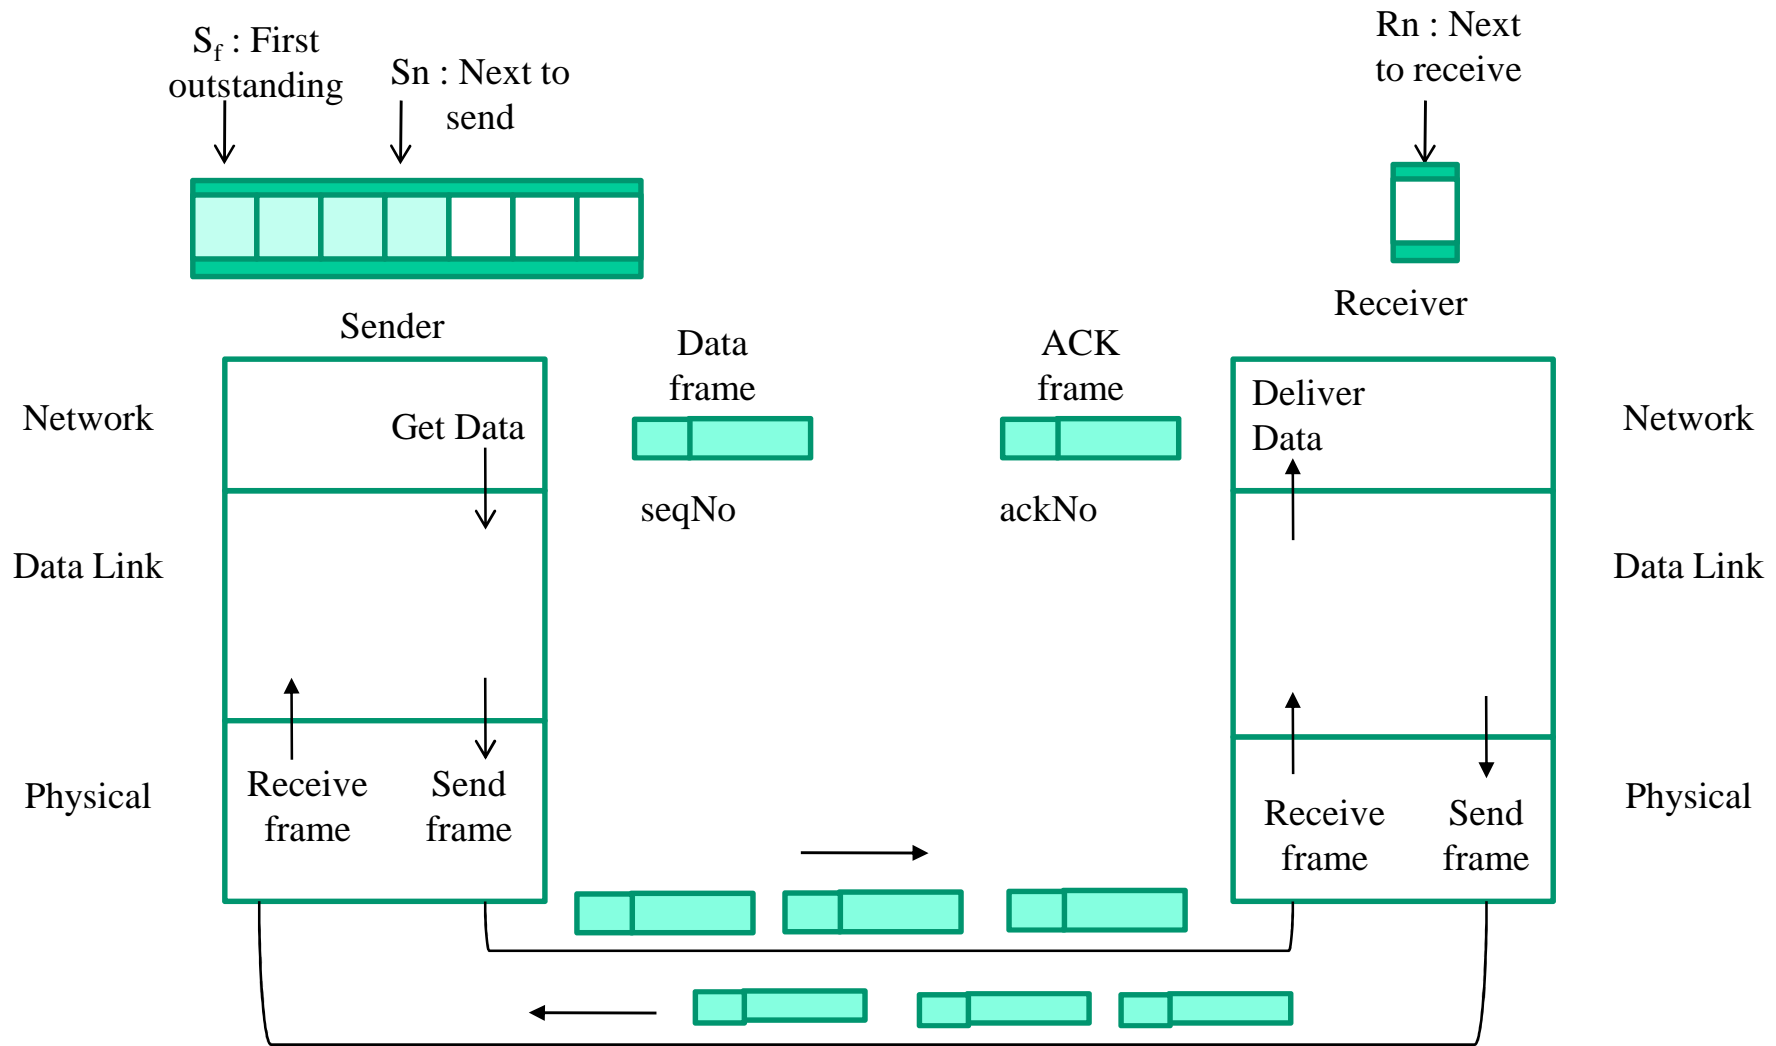 S_f : First
outstanding
Sn : Next to
send
Rn : Next
to receive
Sender
Receiver
Data
frame
ACK
frame
Network
Get Data
Deliver
Data
Network
seqNo
ackNo
Data Link
Data Link
Physical
Receive
frame
Send
frame
Receive
frame
Send
frame
Physical